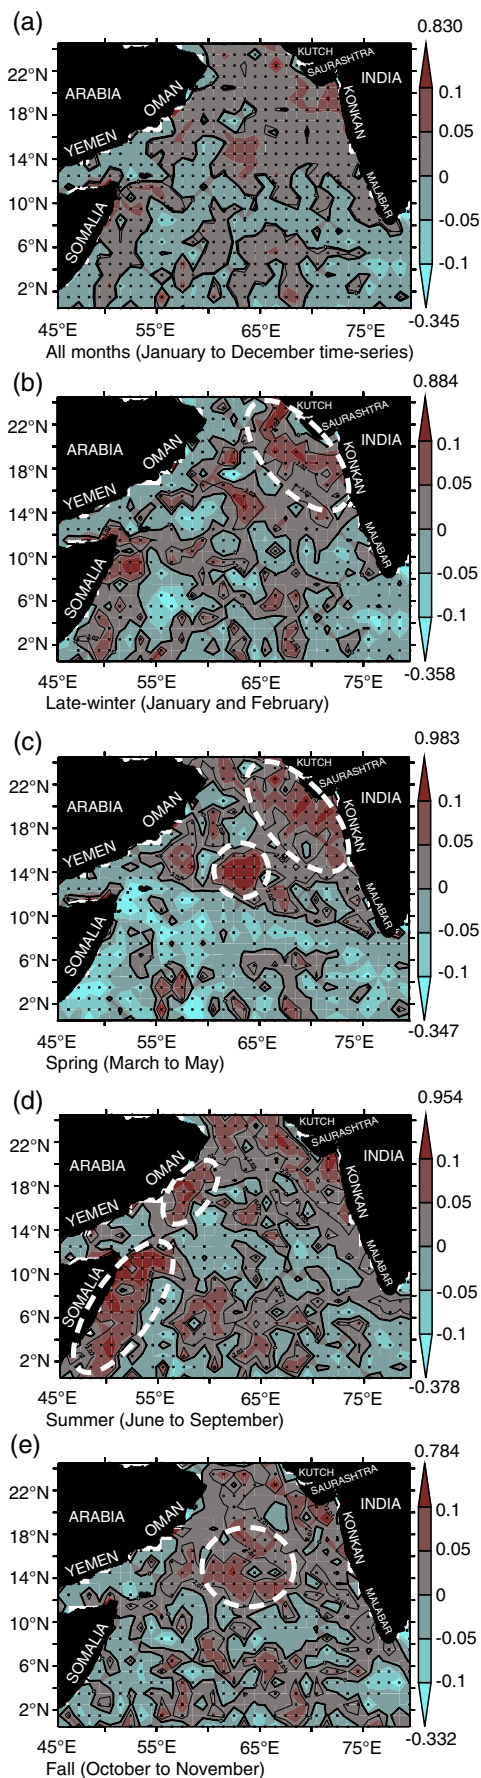 (a)
0.830
KUTCH
SAURASHTRA
INDIA
ARABIA
OMAN
YEMEN
KONKAN
MALABAR
SOMALIA
22°N
18°N
14°N
10°N
6°N
2°N
0.1
0.05
0
-0.05
-0.1
-0.345
45°E 55°E 65°E 75°E
All months (January to December time-series)
(b)
0.884
KUTCH
SAURASHTRA
INDIA
ARABIA
OMAN
YEMEN
KONKAN
MALABAR
SOMALIA
22°N
18°N
14°N
10°N
6°N
2°N
0.1
0.05
0
-0.05
-0.1
-0.358
45°E 55°E 65°E 75°E
Late-winter (January and February)
(c)
0.983
KUTCH
SAURASHTRA
INDIA
ARABIA
OMAN
YEMEN
KONKAN
MALABAR
SOMALIA
22°N
18°N
14°N
10°N
6°N
2°N
0.1
0.05
0
-0.05
-0.1
-0.347
45°E 55°E 65°E 75°E
Spring (March to May)
(d)
0.954
KUTCH
SAURASHTRA
INDIA
ARABIA
OMAN
YEMEN
KONKAN
MALABAR
SOMALIA
22°N
18°N
14°N
10°N
6°N
2°N
0.1
0.05
0
-0.05
-0.1
-0.378
45°E 55°E 65°E 75°E
Summer (June to September)
(e)
0.784
KUTCH
SAURASHTRA
INDIA
ARABIA
OMAN
YEMEN
KONKAN
MALABAR
SOMALIA
22°N
18°N
14°N
10°N
6°N
2°N
0.1
0.05
0
-0.05
-0.1
-0.332
45°E 55°E 65°E 75°E
Fall (October to November)